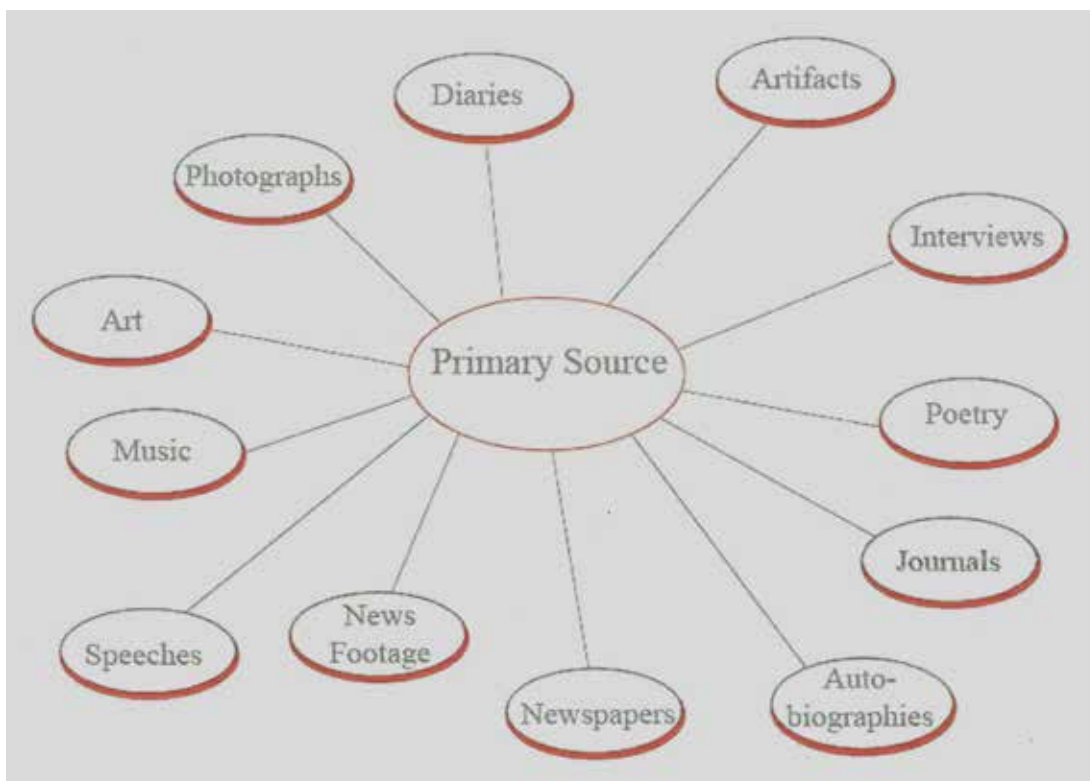 Diaries
Artifacts
Photographs
Interviews
Art
Primary Source
Poetry
Music
Journals
Speeches
News
Footage
Newspapers
Auto-
biographies